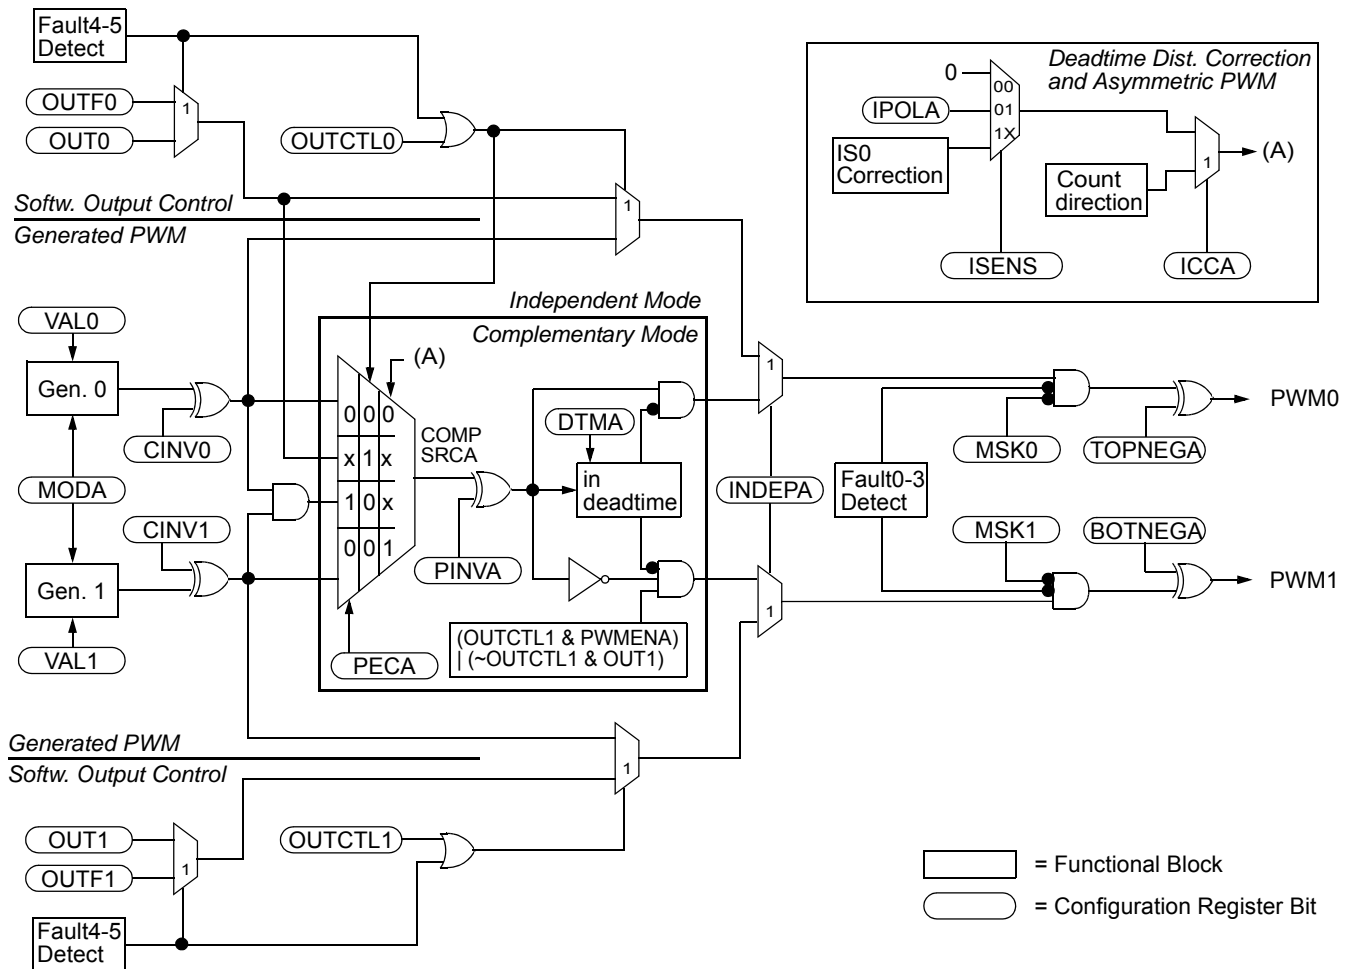 Fault4-5
Detect
OUTF0
OUT0
1
OUTCTL0
Softw. Output Control
Generated PWM
1
Deadtime Dist. Correction
and Asymmetric PWM
0
00
IPOLA
01
1X
IS0
Correction
1
(A)
Count
direction
ISENS
ICCA
VAL0
Gen. 0
CINV0
MODA
CINV1
Gen. 1
VAL1
Independent Mode
Complementary Mode
(A)
0 0 0
x 1 x
1 0 x
0 0 1
COMP
SRCA
DTMA
in
deadtime
PINVA
PECA
(OUTCTL1 & PWMENA)
| (~OUTCTL1 & OUT1)
1
INDEPA
1
MSK0
Fault0-3
Detect
MSK1
TOPNEGA
BOTNEGA
PWM0
PWM1
Generated PWM
Softw. Output Control
1
OUT1
OUTF1
1
OUTCTL1
Fault4-5
Detect
= Functional Block
= Configuration Register Bit